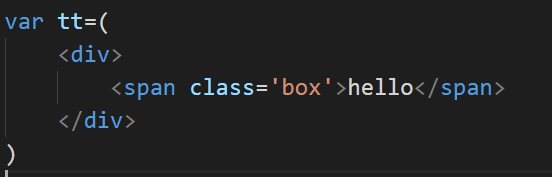 var tt=(
    <div>
        <span class='box'>hello</span>
    </div>
)